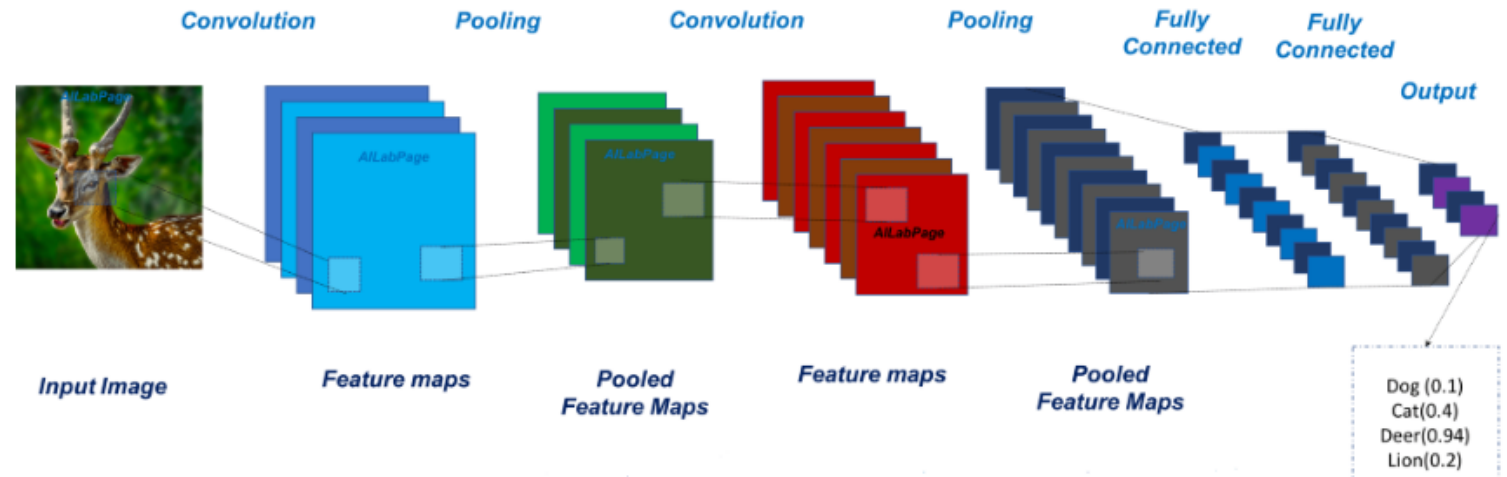 Convolution
Pooling
Convolution
Pooling
Fully
Connected
Fully
Connected
Output
AILabPage
AILabPage
AILabPage
AILabPage
AILabPage
Input Image
Feature maps
Pooled
Feature Maps
Feature maps
Pooled
Feature Maps
Dog (0.1)
Cat(0.4)
Deer(0.94)
Lion(0.2)